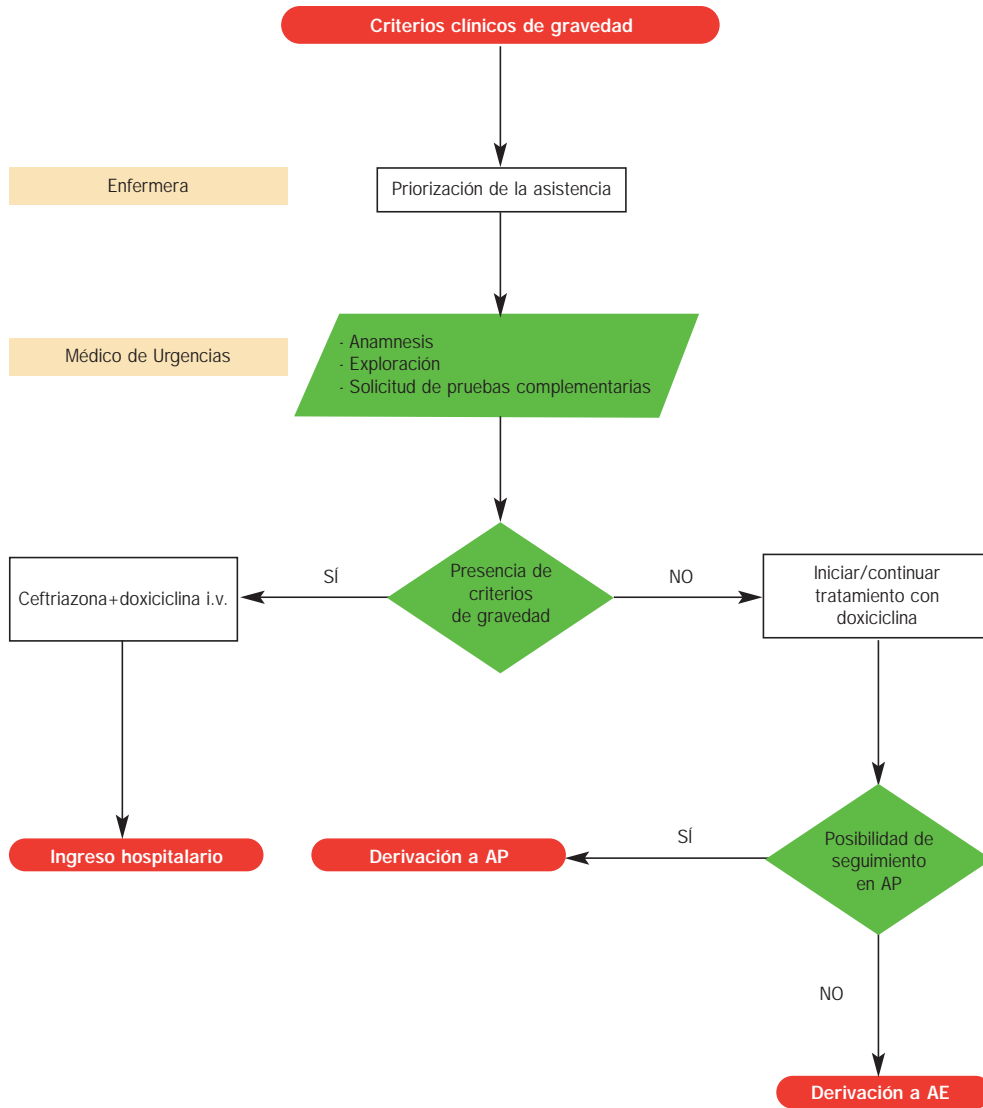 Criterios clínicos de gravedad
Enfermera
Priorización de la asistencia
Médico de Urgencias
- Anamnesis
- Exploración
- Solicitud de pruebas complementarias
Ceftriazona+doxiciclina i.v.
SÍ
Presencia de
criterios
de gravedad
NO
Iniciar/continuar
tratamiento con
doxiciclina
Ingreso hospitalario
Derivación a AP
SÍ
Posibilidad de
seguimiento
en AP
NO
Derivación a AE